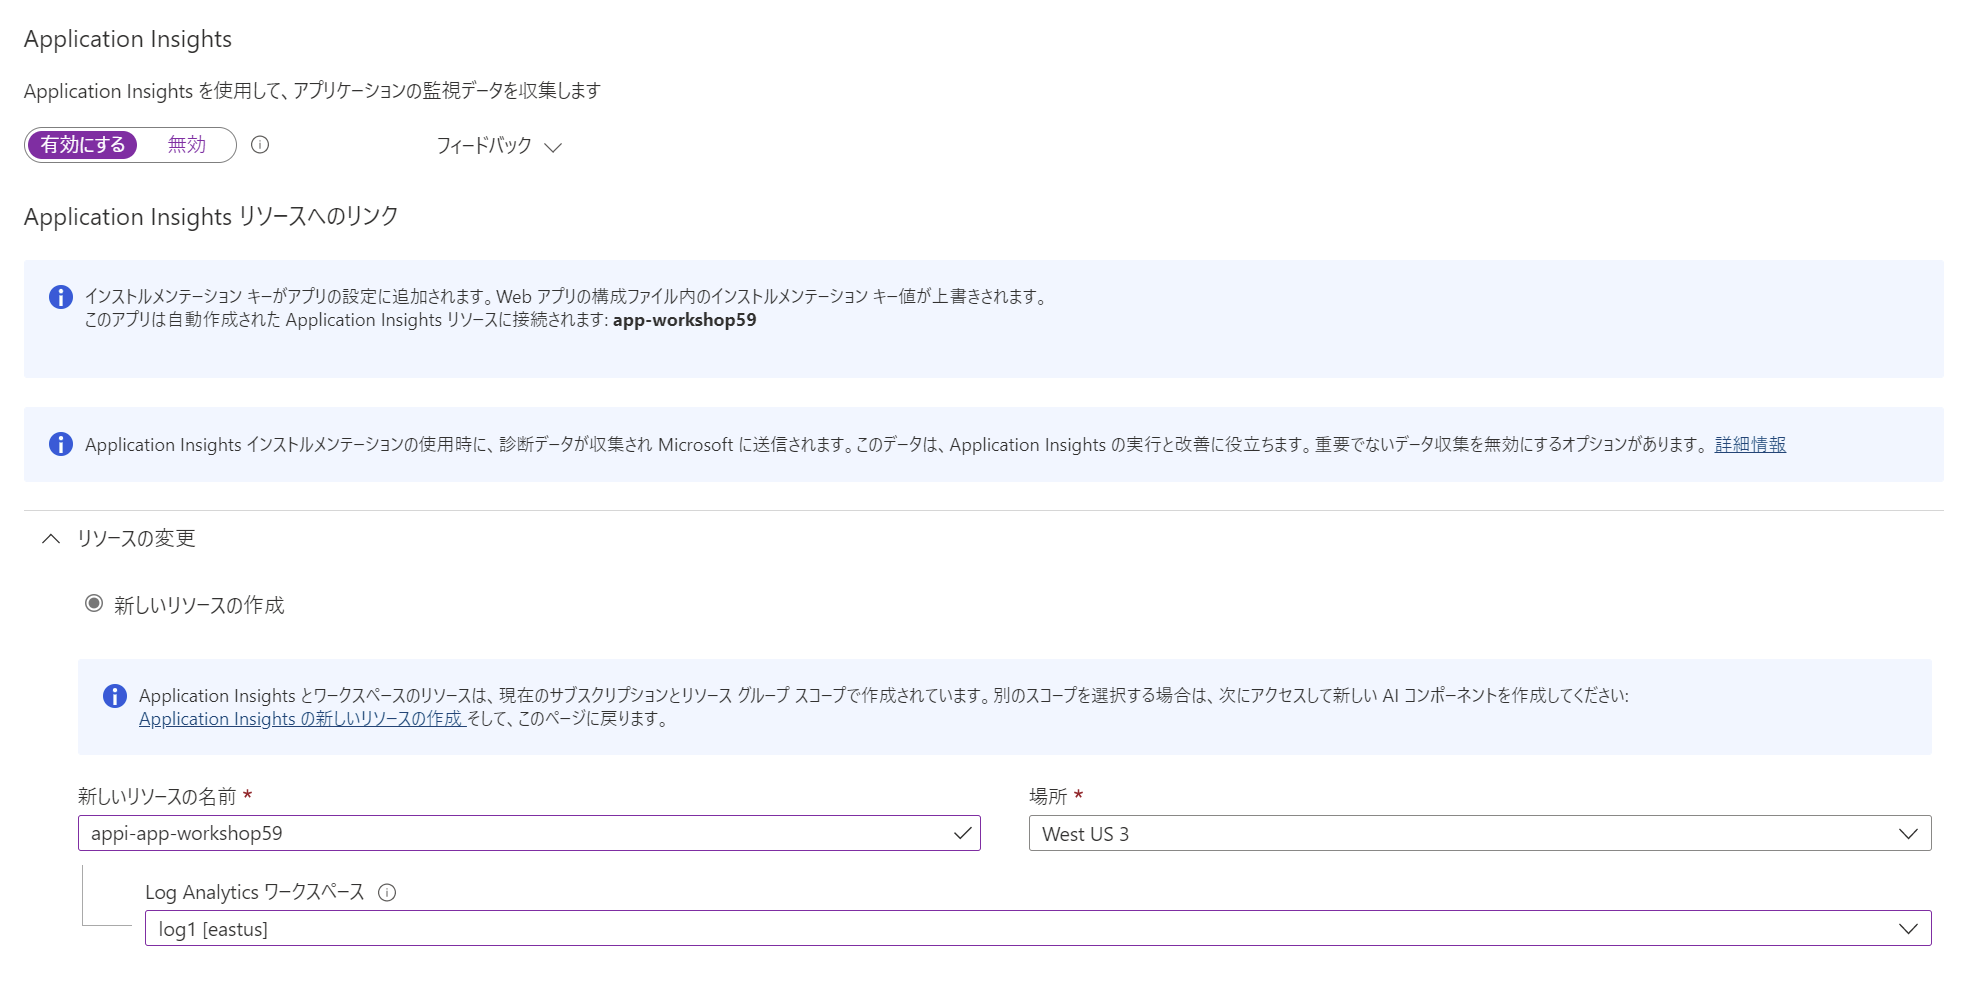 Application Insights
Application Insights を使用して、アプリケーションの監視データを収集します
有効にする 無効 フィードバック
Application Insights リソースへのリンク
インストルメンテーション キーがアプリの設定に追加されます。Web アプリの構成ファイル内のインストルメンテーション キー値が上書きされます。
このアプリは自動作成された Application Insights リソースに接続されます: app-workshop59
Application Insights インストルメンテーションの使用時に、診断データが収集され Microsoft に送信されます。このデータは、Application Insights の実行と改善に役立ちます。重要でないデータ収集を無効にするオプションがあります。 詳細情報
リソースの変更
新しいリソースの作成
Application Insights とワークスペースのリソースは、現在のサブスクリプションとリソース グループ スコープで作成されています。別のスコープを選択する場合は、次にアクセスして新しい AI コンポーネントを作成してください:
Application Insights の新しいリソースの作成 そして、このページに戻ります。
新しいリソースの名前 * 場所 *
appi-app-workshop59 West US 3
Log Analytics ワークスペース
log1 [eastus]